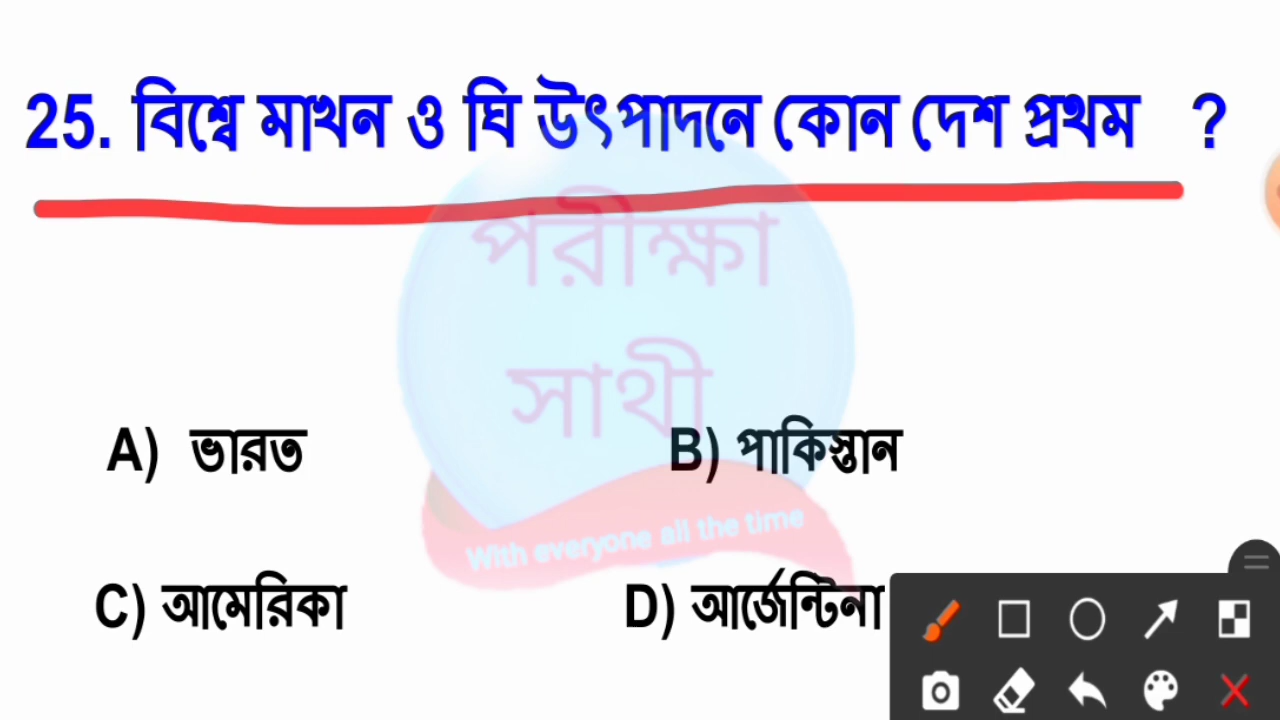 25. বিশ্বে মাখন ও ঘি উৎপাদনে কোন দেশ প্রথম ?
পরীক্ষা
সাথী
A) ভারত
B) পাকিস্তান
With everyone all the time
C) আমেরিকা
D) আর্জেন্টিনা